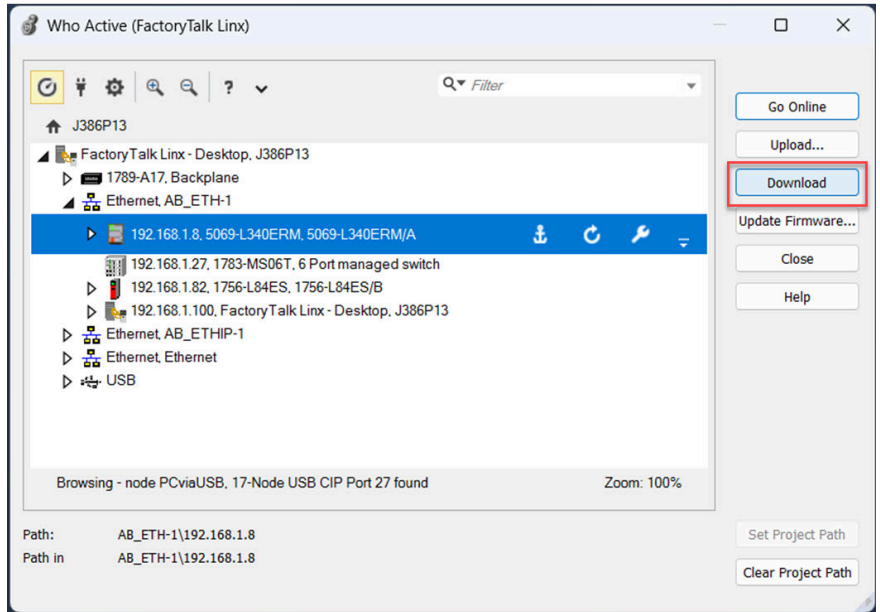 Who Active (FactoryTalk Linx)
Filter
J386P13
FactoryTalk Linx - Desktop, J386P13
1789-A17, Backplane
Ethernet, AB_ETH-1
192.168.1.8, 5069-L340ERM, 5069-L340ERM/A
192.168.1.27, 1783-MS06T, 6 Port managed switch
192.168.1.82, 1756-L84ES, 1756-L84ES/B
192.168.1.100, FactoryTalk Linx - Desktop, J386P13
Ethernet, AB_ETHIP-1
Ethernet, Ethernet
USB
Browsing - node PCviaUSB, 17-Node USB CIP Port 27 found
Zoom: 100%
Go Online
Upload...
Download
Update Firmware...
Close
Help
Path: AB_ETH-1\192.168.1.8
Path in AB_ETH-1\192.168.1.8
Set Project Path
Clear Project Path